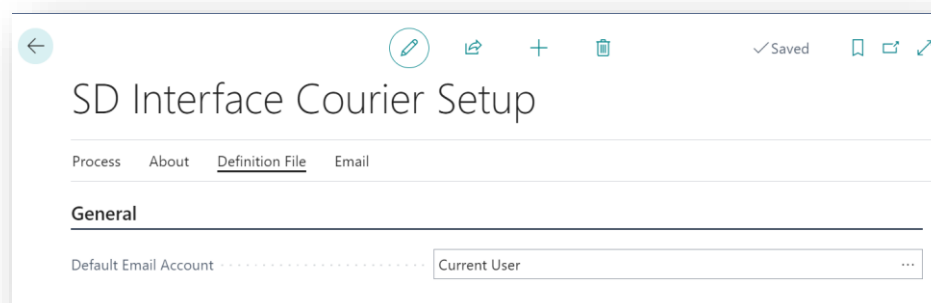 Saved
SD Interface Courier Setup
Process About Definition File Email
General
Default Email Account Current User ...